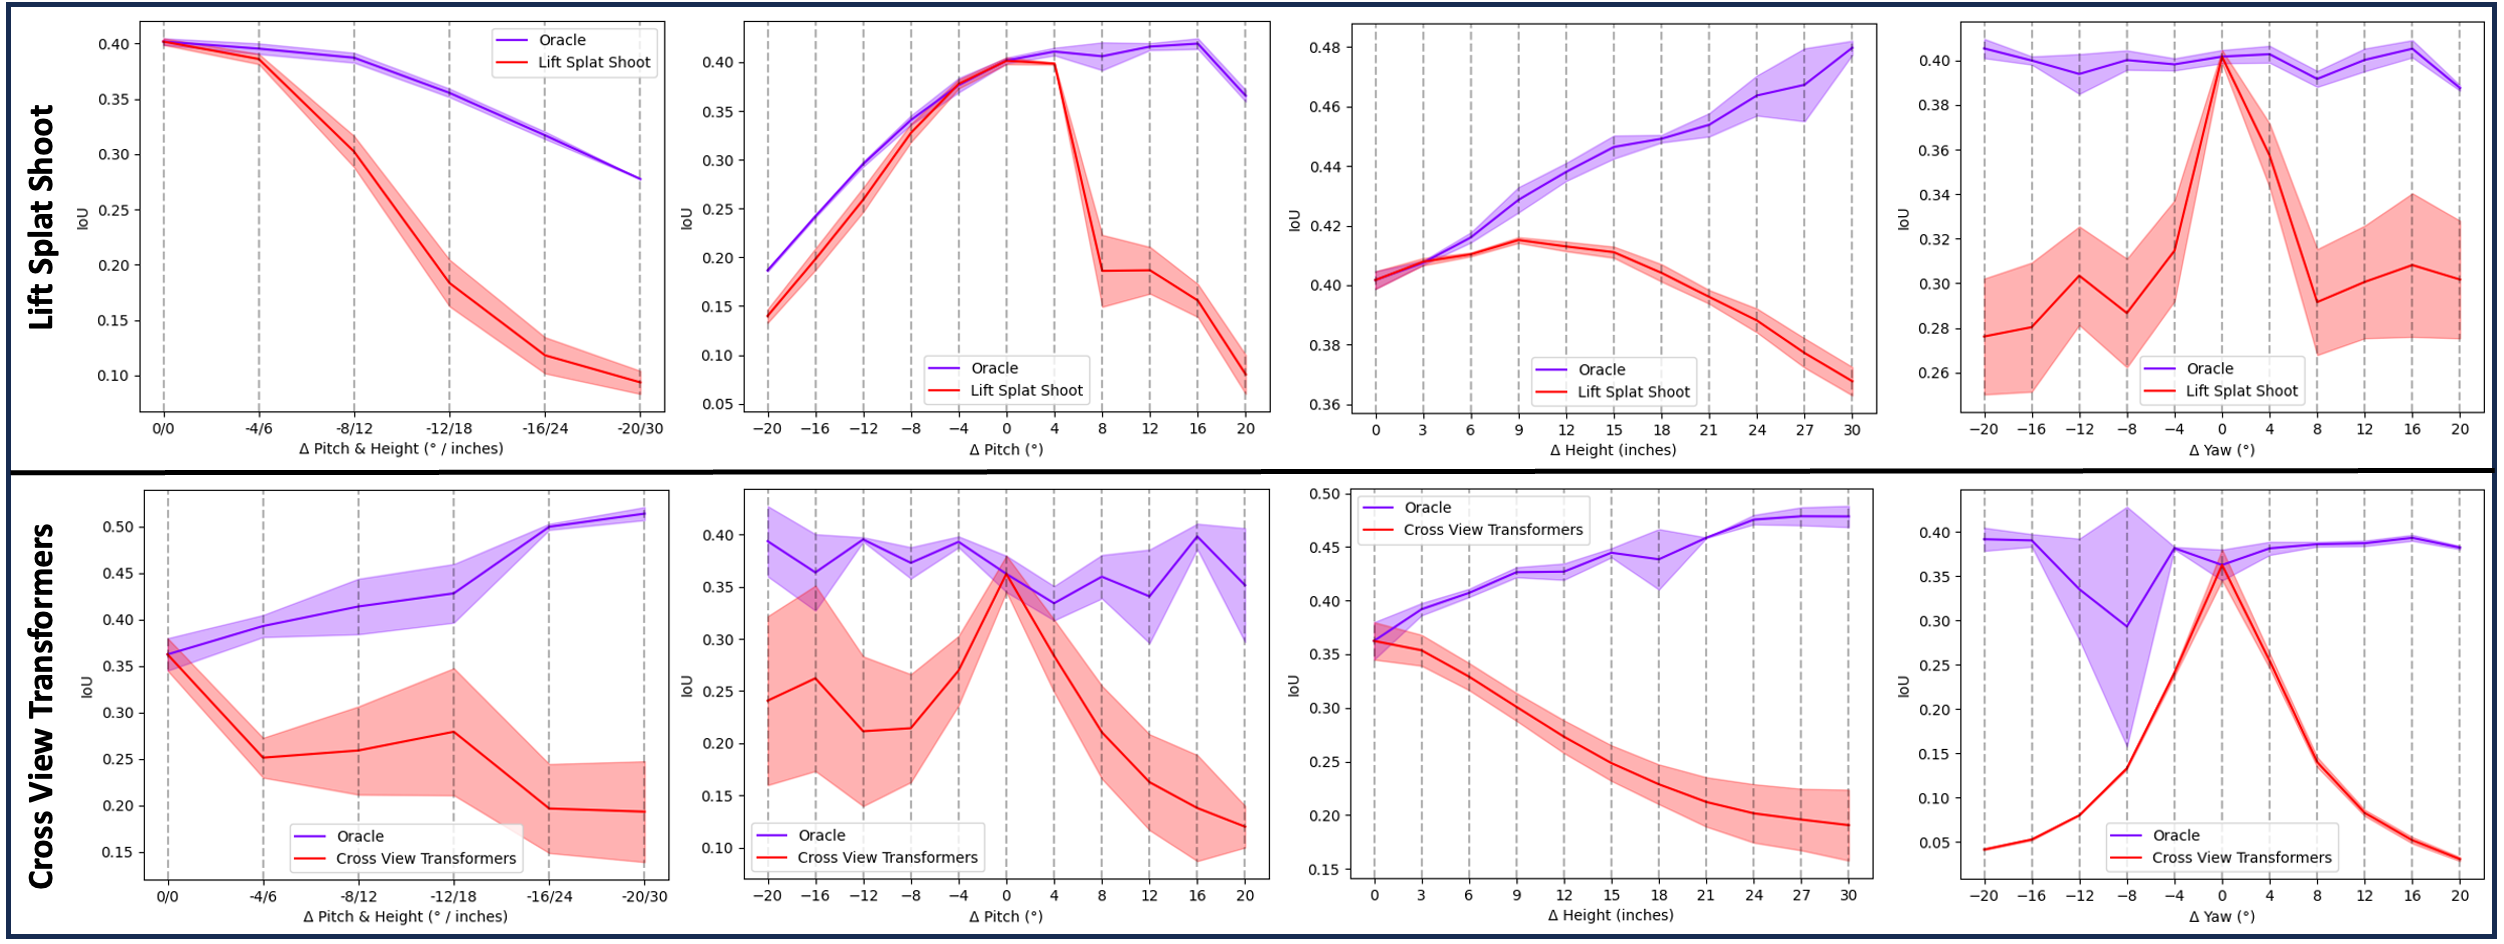 Lift Splat Shoot
0.40
0.35
0.30
0.25
0.20
0.15
0.10
IoU
Oracle
Lift Splat Shoot
0/0 -4/6 -8/12 -12/18 -16/24 -20/30
Δ Pitch & Height (° / inches)
0.40
0.35
0.30
0.25
0.20
0.15
0.10
0.05
IoU
Oracle
Lift Splat Shoot
−20 −16 −12 −8 −4 0 4 8 12 16 20
Δ Pitch (°)
0.48
0.46
0.44
0.42
0.40
0.38
0.36
IoU
Oracle
Lift Splat Shoot
0 3 6 9 12 15 18 21 24 27 30
Δ Height (inches)
0.40
0.38
0.36
0.34
0.32
0.30
0.28
0.26
IoU
Oracle
Lift Splat Shoot
−20 −16 −12 −8 −4 0 4 8 12 16 20
Δ Yaw (°)
Cross View Transformers
0.50
0.45
0.40
0.35
0.30
0.25
0.20
0.15
IoU
Oracle
Cross View Transformers
0/0 -4/6 -8/12 -12/18 -16/24 -20/30
Δ Pitch & Height (° / inches)
0.40
0.35
0.30
0.25
0.20
0.15
0.10
IoU
Oracle
Cross View Transformers
−20 −16 −12 −8 −4 0 4 8 12 16 20
Δ Pitch (°)
0.50
0.45
0.40
0.35
0.30
0.25
0.20
0.15
IoU
Oracle
Cross View Transformers
0 3 6 9 12 15 18 21 24 27 30
Δ Height (inches)
0.40
0.35
0.30
0.25
0.20
0.15
0.10
0.05
IoU
Oracle
Cross View Transformers
−20 −16 −12 −8 −4 0 4 8 12 16 20
Δ Yaw (°)